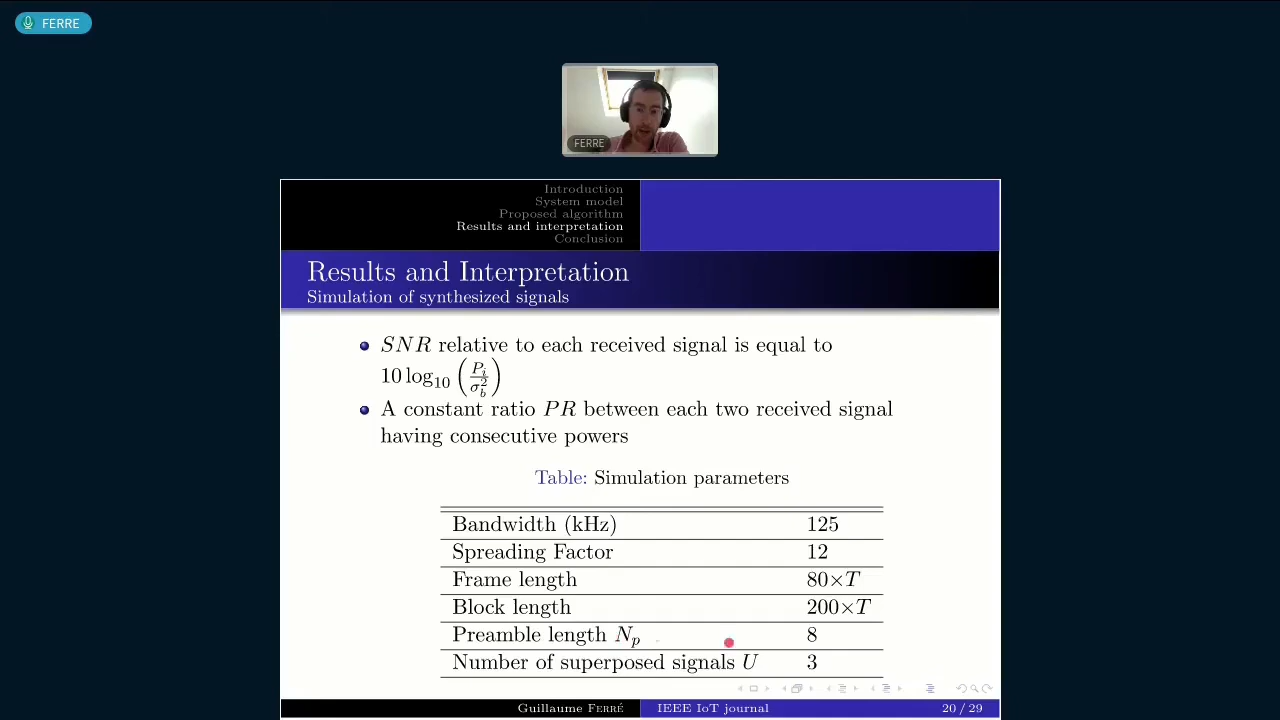 FERRE
FERRE
Introduction
System model
Proposed algorithm
Results and interpretation
Conclusion
Results and Interpretation
Simulation of synthesized signals
SNR relative to each received signal is equal to
10 log₁₀ (P_i/σ_b²)
A constant ratio PR between each two received signal
having consecutive powers
Table: Simulation parameters
Bandwidth (kHz) 125
Spreading Factor 12
Frame length 80×T
Block length 200×T
Preamble length N_p 8
Number of superposed signals U 3
Guillaume FERRÉ IEEE IoT journal 20 / 29